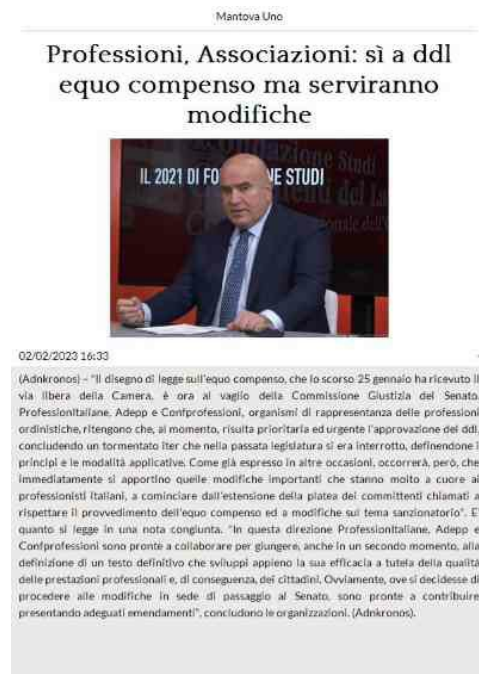 Mantova Uno
Professioni, Associazioni: sì a ddl
equo compenso ma serviranno
modifiche
IL 2021 DI FO NE STUDI
02/02/2023 16:33
(Adnkronos) – "Il disegno di legge sull'equo compenso, che lo scorso 25 gennaio ha ricevuto il
via libera della Camera, è ora al vaglio della Commissione Giustizia del Senato.
ProfessionItaliane, Adepp e Confprofessioni, organismi di rappresentanza delle professioni
ordinistiche, ritengono che, al momento, risulta prioritaria ed urgente l'approvazione del ddl,
concludendo un tormentato iter che nella passata legislatura si era interrotto, definendone i
principi e le modalità applicative. Come già espresso in altre occasioni, occorrerà, però, che
immediatamente si apportino quelle modifiche importanti che stanno molto a cuore ai
professionisti italiani, a cominciare dall'estensione della platea dei committenti chiamati a
rispettare il provvedimento dell'equo compenso ed a modifiche sul tema sanzionatorio". E'
quanto si legge in una nota congiunta. "In questa direzione ProfessionItaliane, Adepp e
Confprofessioni sono pronte a collaborare per giungere, anche in un secondo momento, alla
definizione di un testo definitivo che sviluppi appieno la sua efficacia a tutela della qualità
delle prestazioni professionali e, di conseguenza, dei cittadini. Ovviamente, ove si decidesse di
procedere alle modifiche in sede di passaggio al Senato, sono pronte a contribuire
presentando adeguati emendamenti", concludono le organizzazioni. (Adnkronos).